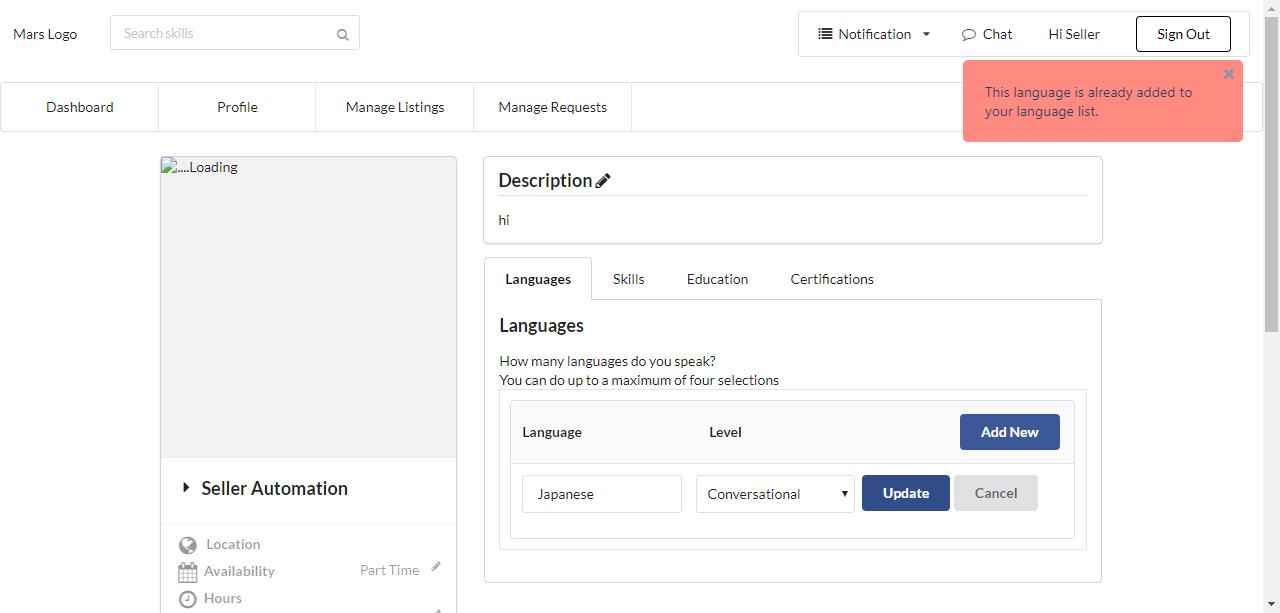 Mars Logo
Search skills
Notification
Chat
Hi Seller
Sign Out
This language is already added to
your language list.
Dashboard
Profile
Manage Listings
Manage Requests
....Loading
Description
hi
Languages
Skills
Education
Certifications
Languages
How many languages do you speak?
You can do up to a maximum of four selections
Language
Level
Add New
Japanese
Conversational
Update
Cancel
Seller Automation
Location
Availability
Part Time
Hours